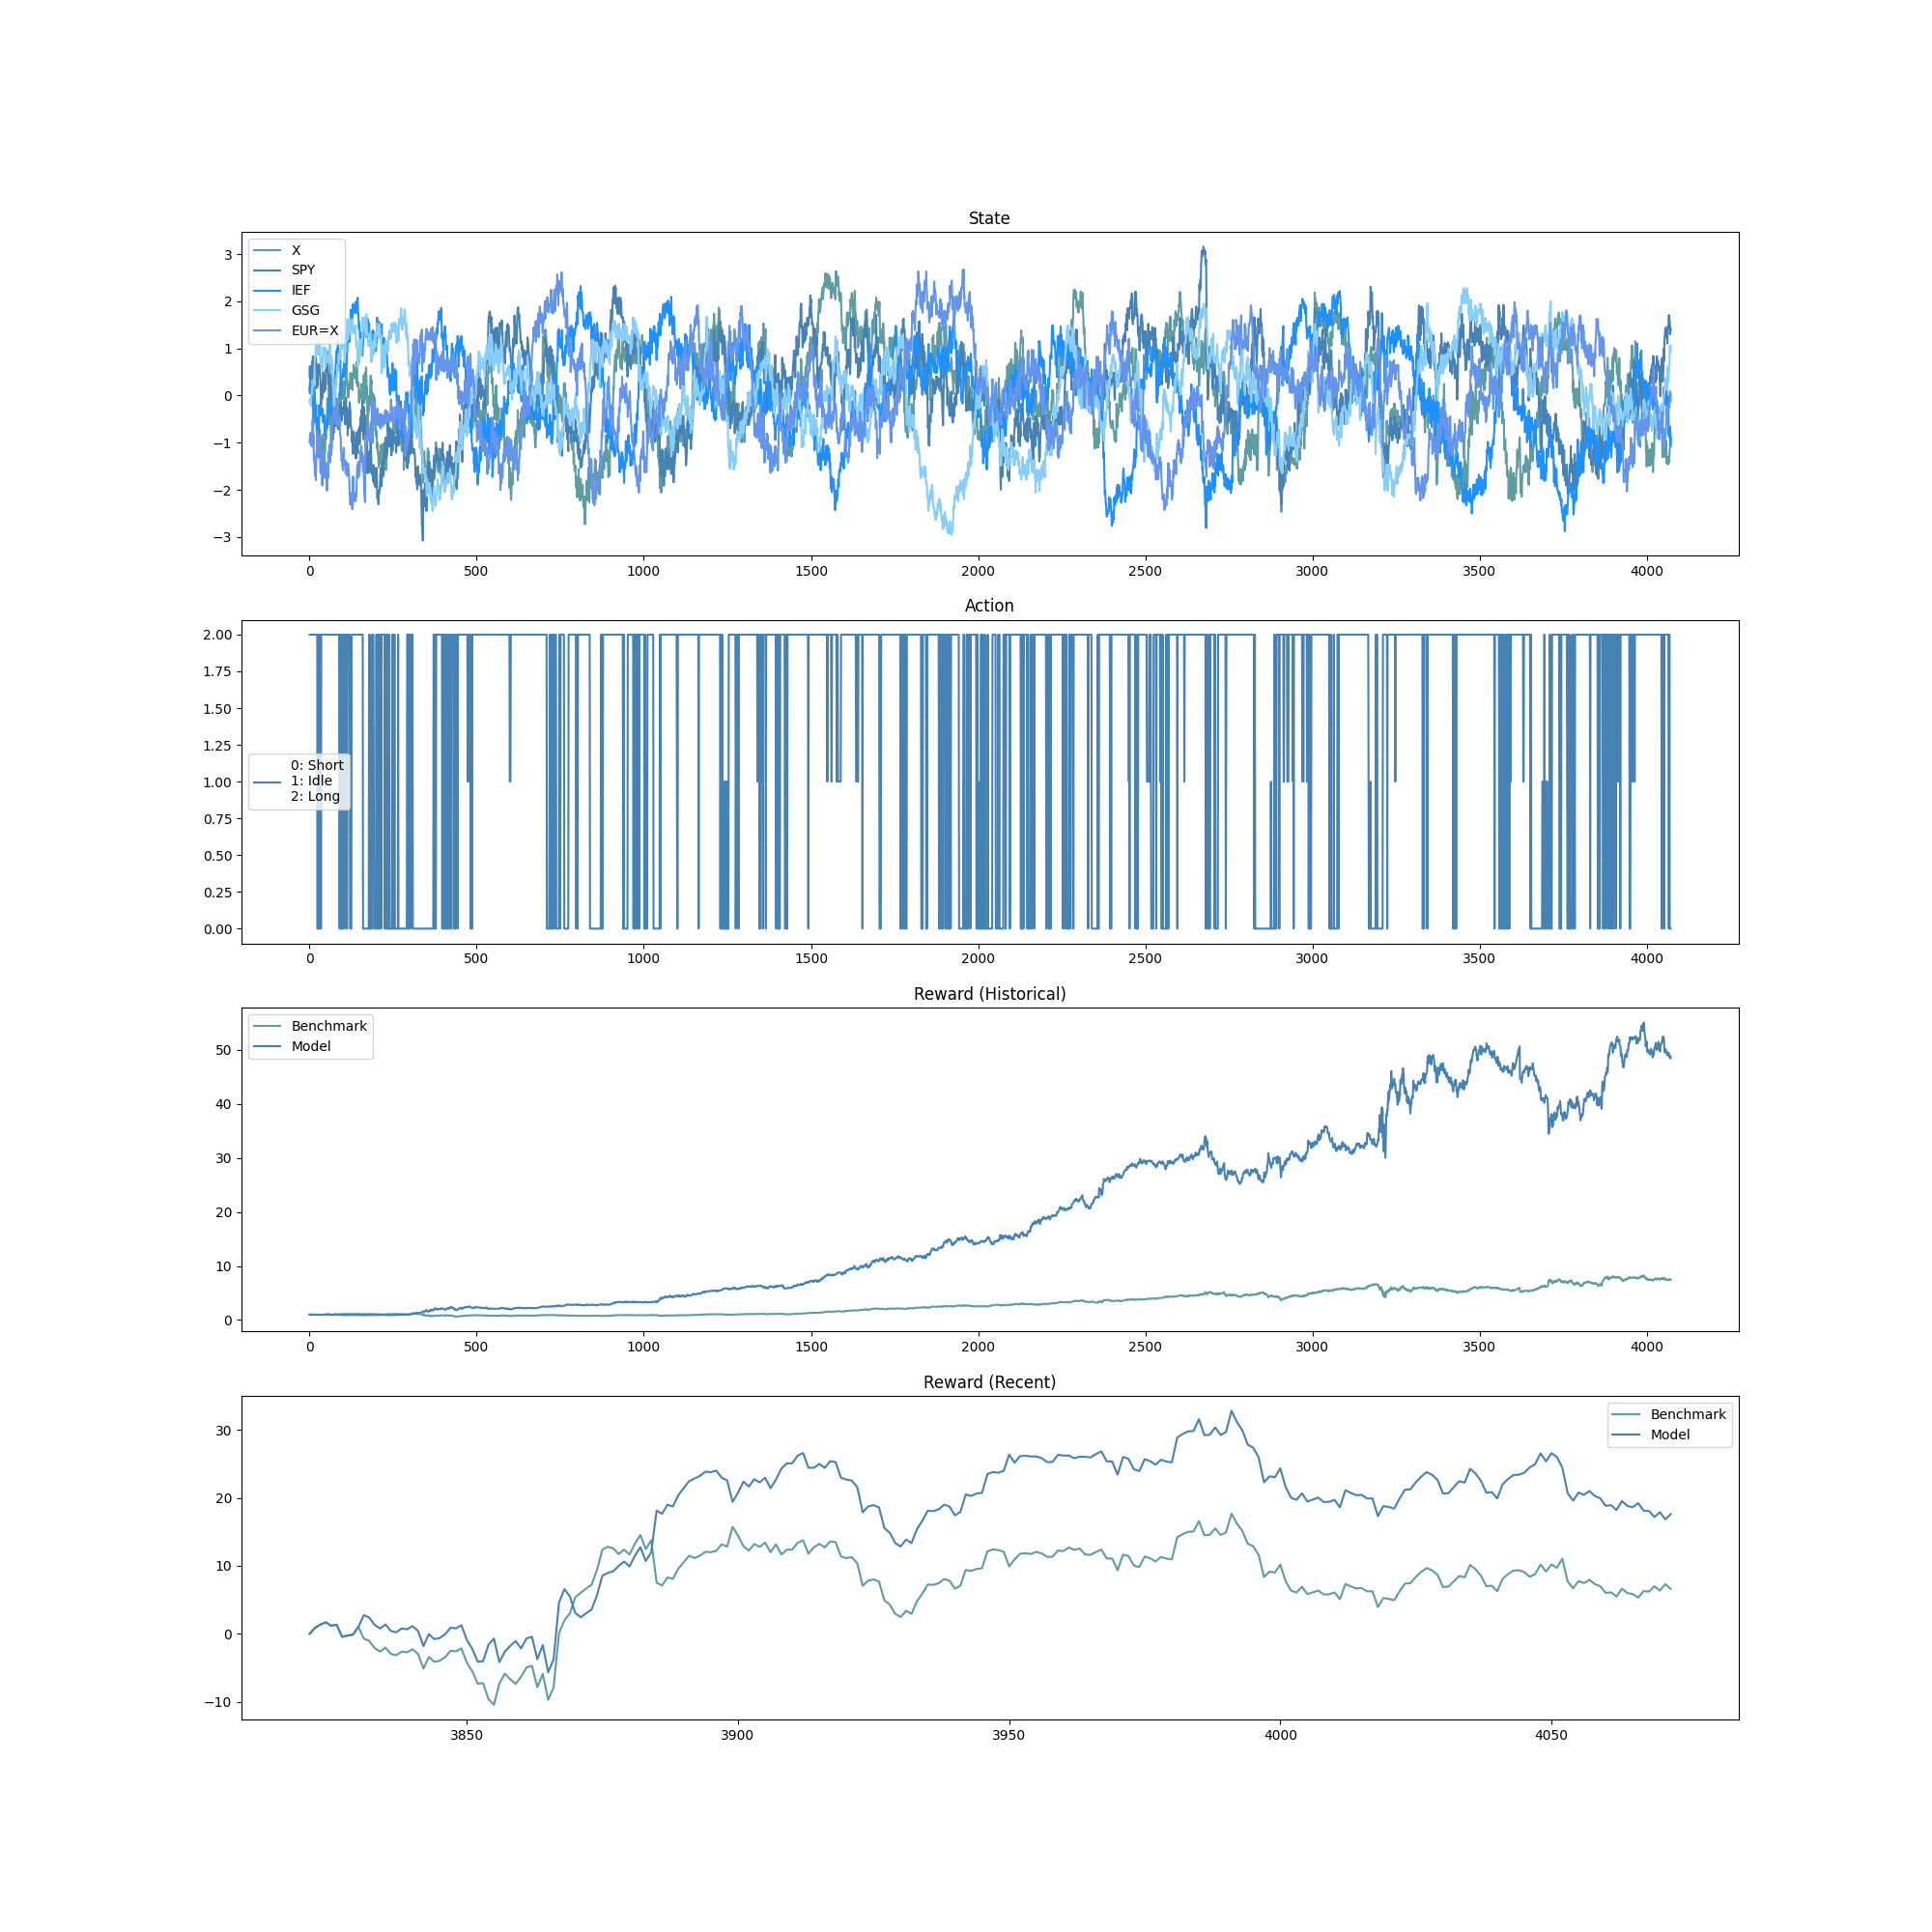 State
X
SPY
IEF
GSG
EUR=X
3
2
1
0
−1
−2
−3
0 500 1000 1500 2000 2500 3000 3500 4000
Action
2.00
1.75
1.50
1.25
1.00
0.75
0.50
0.25
0.00
0: Short
1: Idle
2: Long
0 500 1000 1500 2000 2500 3000 3500 4000
Reward (Historical)
Benchmark
Model
50
40
30
20
10
0
0 500 1000 1500 2000 2500 3000 3500 4000
Reward (Recent)
Benchmark
Model
30
20
10
0
−10
3850 3900 3950 4000 4050